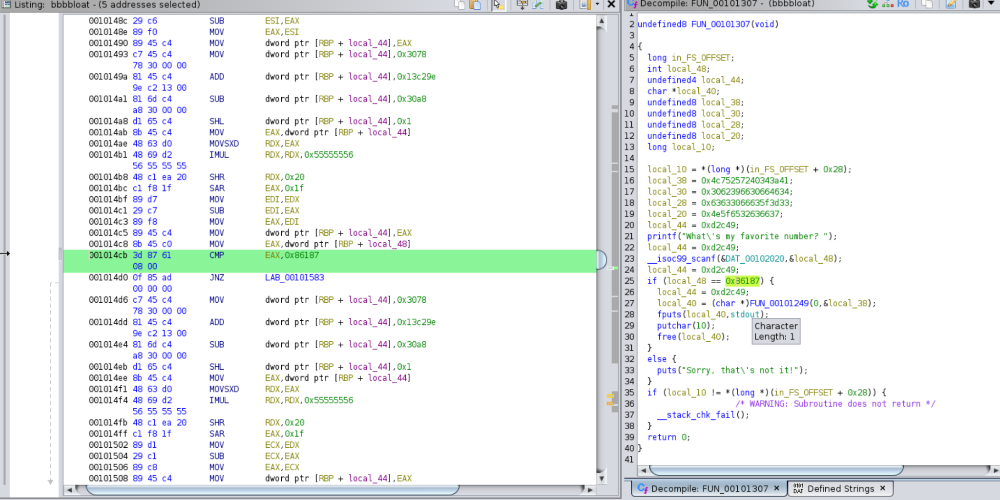 Listing: bbbbloat - (5 addresses selected)
0010148c 29 c6 SUB ESI,EAX
0010148e 89 f0 MOV EAX,ESI
00101490 89 45 c4 MOV dword ptr [RBP + local_44],EAX
00101493 c7 45 c4 MOV dword ptr [RBP + local_44],0x3078
78 30 00 00
0010149a 81 45 c4 ADD dword ptr [RBP + local_44],0x13c29e
9e c2 13 00
001014a1 81 6d c4 SUB dword ptr [RBP + local_44],0x30a8
a8 30 00 00
001014a8 d1 65 c4 SHL dword ptr [RBP + local_44],0x1
001014ab 8b 45 c4 MOV EAX,dword ptr [RBP + local_44]
001014ae 48 63 d0 MOVSXD RDX,EAX
001014b1 48 69 d2 IMUL RDX,RDX,0x55555556
56 55 55 55
001014b8 48 c1 ea 20 SHR RDX,0x20
001014bc c1 f8 1f SAR EAX,0x1f
001014bf 89 d7 MOV EDI,EDX
001014c1 29 c7 SUB EDI,EAX
001014c3 89 f8 MOV EAX,EDI
001014c5 89 45 c4 MOV dword ptr [RBP + local_44],EAX
001014c8 8b 45 c0 MOV EAX,dword ptr [RBP + local_48]
001014cb 3d 87 61 CMP EAX,0x86187
08 00
001014d0 0f 85 ad JNZ LAB_00101583
00 00 00
001014d6 c7 45 c4 MOV dword ptr [RBP + local_44],0x3078
78 30 00 00
001014dd 81 45 c4 ADD dword ptr [RBP + local_44],0x13c29e
9e c2 13 00
001014e4 81 6d c4 SUB dword ptr [RBP + local_44],0x30a8
a8 30 00 00
001014eb d1 65 c4 SHL dword ptr [RBP + local_44],0x1
001014ee 8b 45 c4 MOV EAX,dword ptr [RBP + local_44]
001014f1 48 63 d0 MOVSXD RDX,EAX
001014f4 48 69 d2 IMUL RDX,RDX,0x55555556
56 55 55 55
001014fb 48 c1 ea 20 SHR RDX,0x20
001014ff c1 f8 1f SAR EAX,0x1f
00101502 89 d1 MOV ECX,EDX
00101504 29 c1 SUB ECX,EAX
00101506 89 c8 MOV EAX,ECX
00101508 89 45 c4 MOV dword ptr [RBP + local_44],EAX
Decompile: FUN_00101307 - (bbbbloat)
Ro
1
2 undefined8 FUN_00101307(void)
3
4 {
5 long in_FS_OFFSET;
6 int local_48;
7 undefined4 local_44;
8 char *local_40;
9 undefined8 local_38;
10 undefined8 local_30;
11 undefined8 local_28;
12 undefined8 local_20;
13 long local_10;
14
15 local_10 = *(long *)(in_FS_OFFSET + 0x28);
16 local_38 = 0x4c75257240343a41;
17 local_30 = 0x3062396630664634;
18 local_28 = 0x63633066635f3d33;
19 local_20 = 0x4e5f6532636637;
20 local_44 = 0xd2c49;
21 printf("What\'s my favorite number? ");
22 local_44 = 0xd2c49;
23 __isoc99_scanf(&DAT_00102020,&local_48);
24 local_44 = 0xd2c49;
25 if (local_48 == 0x86187) {
26 local_44 = 0xd2c49;
27 local_40 = (char *)FUN_00101249(0,&local_38);
28 fputs(local_40,stdout);
29 putchar(10);
30 free(local_40);
Character
Length: 1
31 }
32 else {
33 puts("Sorry, that\'s not it!");
34 }
35 if (local_10 != *(long *)(in_FS_OFFSET + 0x28)) {
36 /* WARNING: Subroutine does not return */
37 __stack_chk_fail();
38 }
39 return 0;
40 }
41
Decompile: FUN_00101307 ×
0101 DAT Defined Strings ×